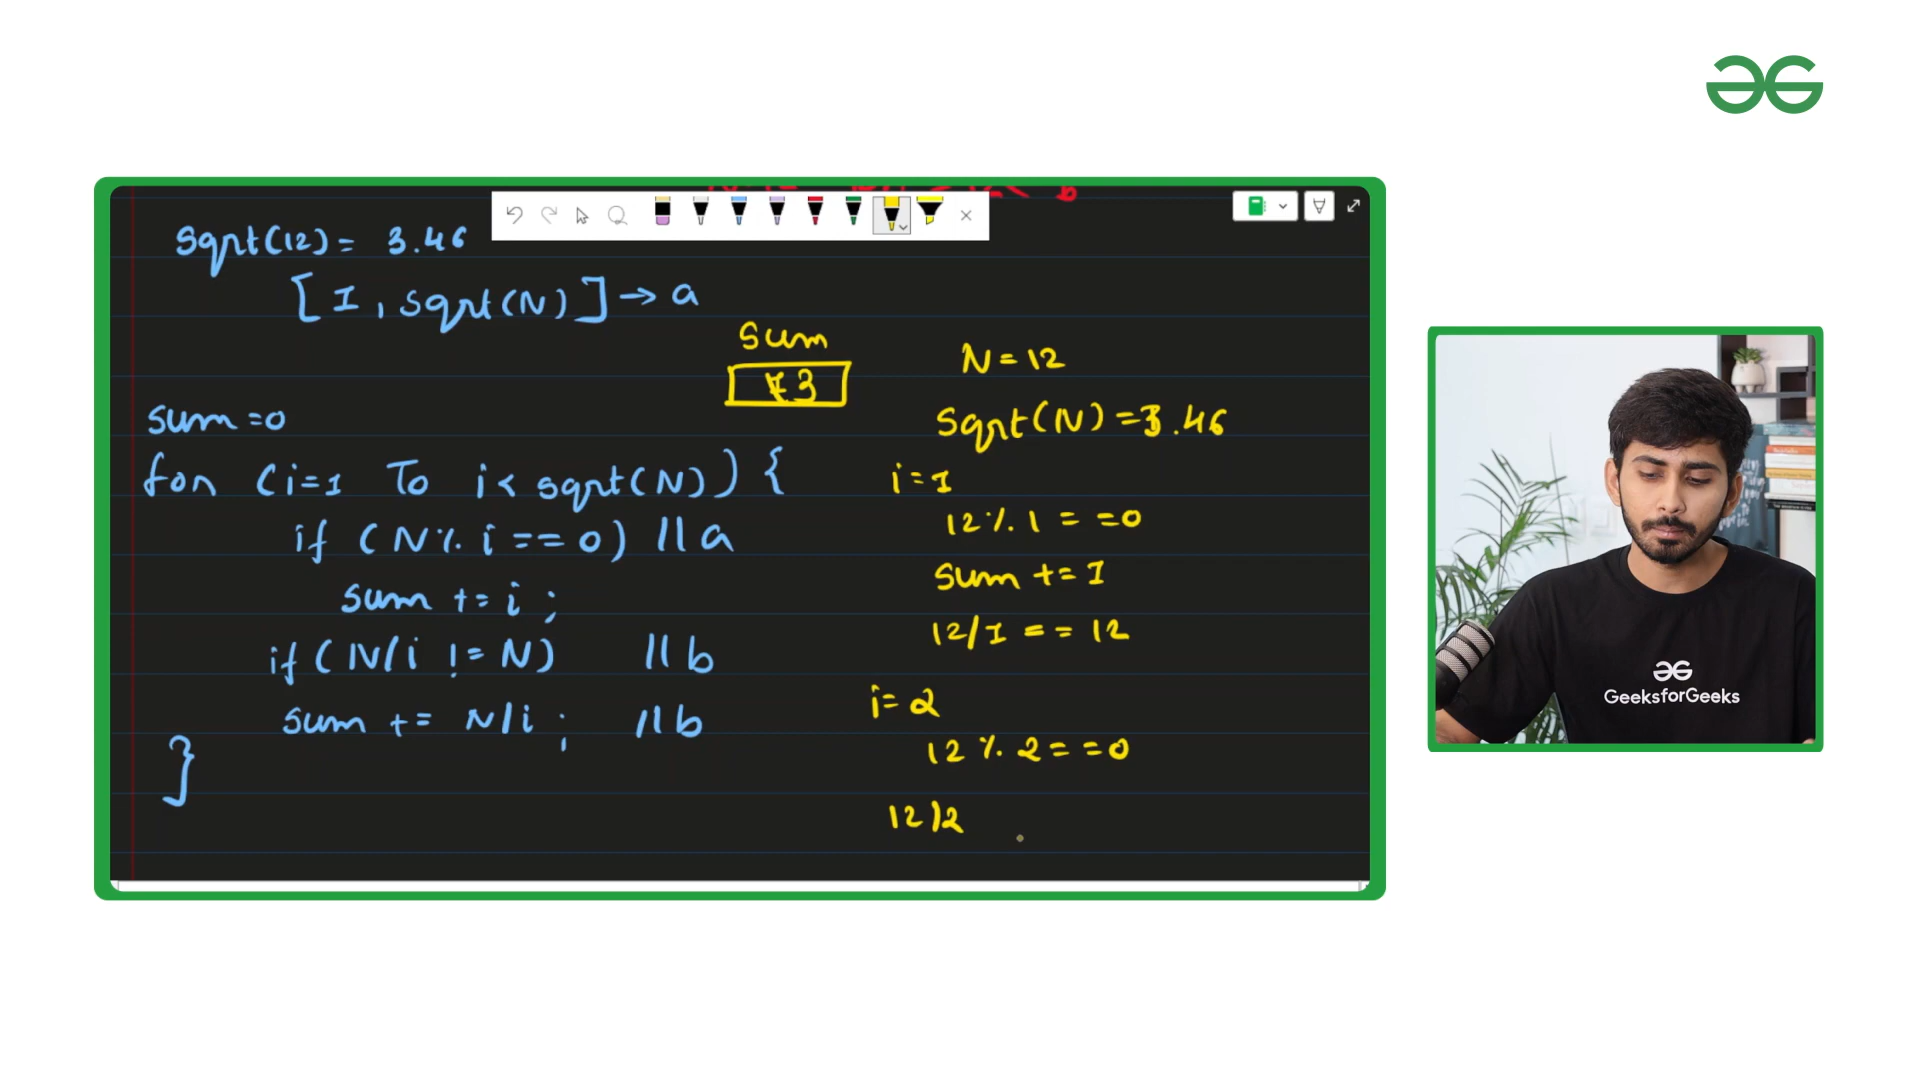 sqrt(12) = 3.46
[1, sqrt(N)] → a
sum
3
N = 12
sqrt(N) = 3.46
sum = 0
for (i=1 To i < sqrt(N)) {
if (N % i == 0) // a
sum += i ;
if (N/i != N) // b
sum += N/i ; // b
}
i = 1
12 % 1 = = 0
sum += 1
12/1 = = 12
i = 2
12 % 2 = = 0
12/2
GeeksforGeeks